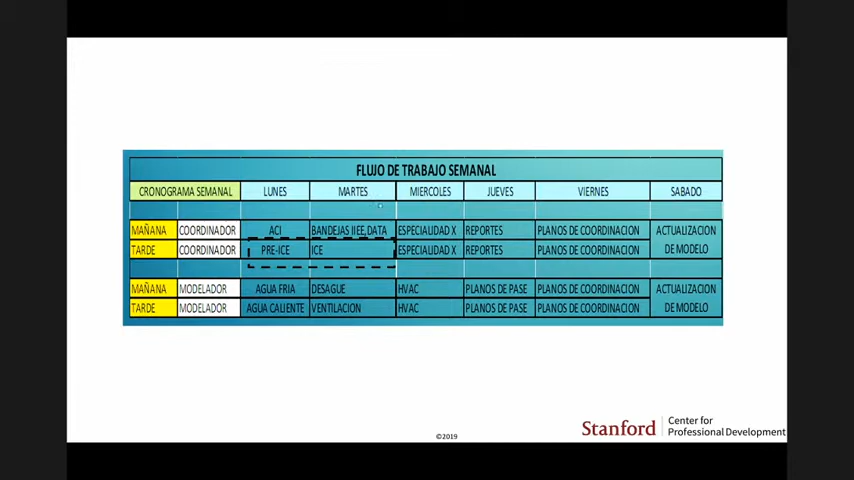 FLUJO DE TRABAJO SEMANAL
CRONOGRAMA SEMANAL LUNES MARTES MIERCOLES JUEVES VIERNES SABADO
MAÑANA COORDINADOR ACI BANDEJAS IIEE,DATA ESPECIALIDAD X REPORTES PLANOS DE COORDINACION ACTUALIZACION
TARDE COORDINADOR PRE-ICE ICE ESPECIALIDAD X REPORTES PLANOS DE COORDINACION DE MODELO
MAÑANA MODELADOR AGUA FRIA DESAGUE HVAC PLANOS DE PASE PLANOS DE COORDINACION ACTUALIZACION
TARDE MODELADOR AGUA CALIENTE VENTILACION HVAC PLANOS DE PASE PLANOS DE COORDINACION DE MODELO
©2019
Stanford
Center for
Professional Development